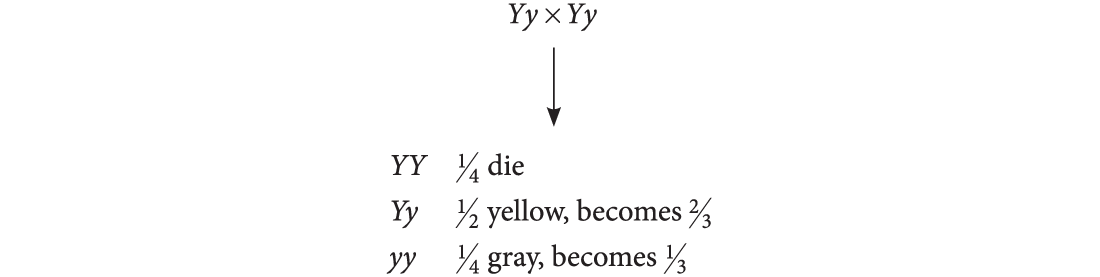 Yy × Yy
YY ¼ die
Yy ½ yellow, becomes ⅔
yy ¼ gray, becomes ⅓